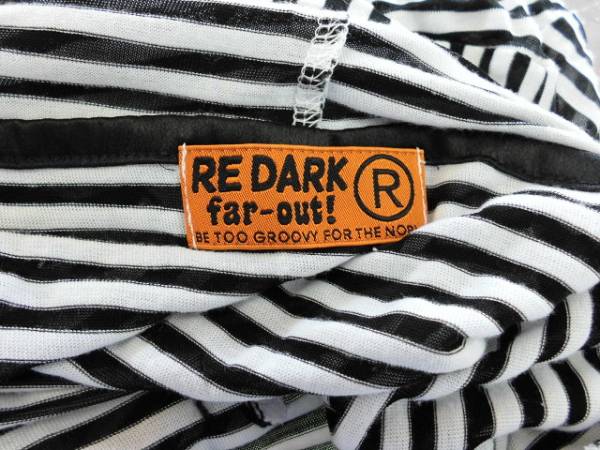 RE DARK ®
far-out!
BE TOO GROOVY FOR THE